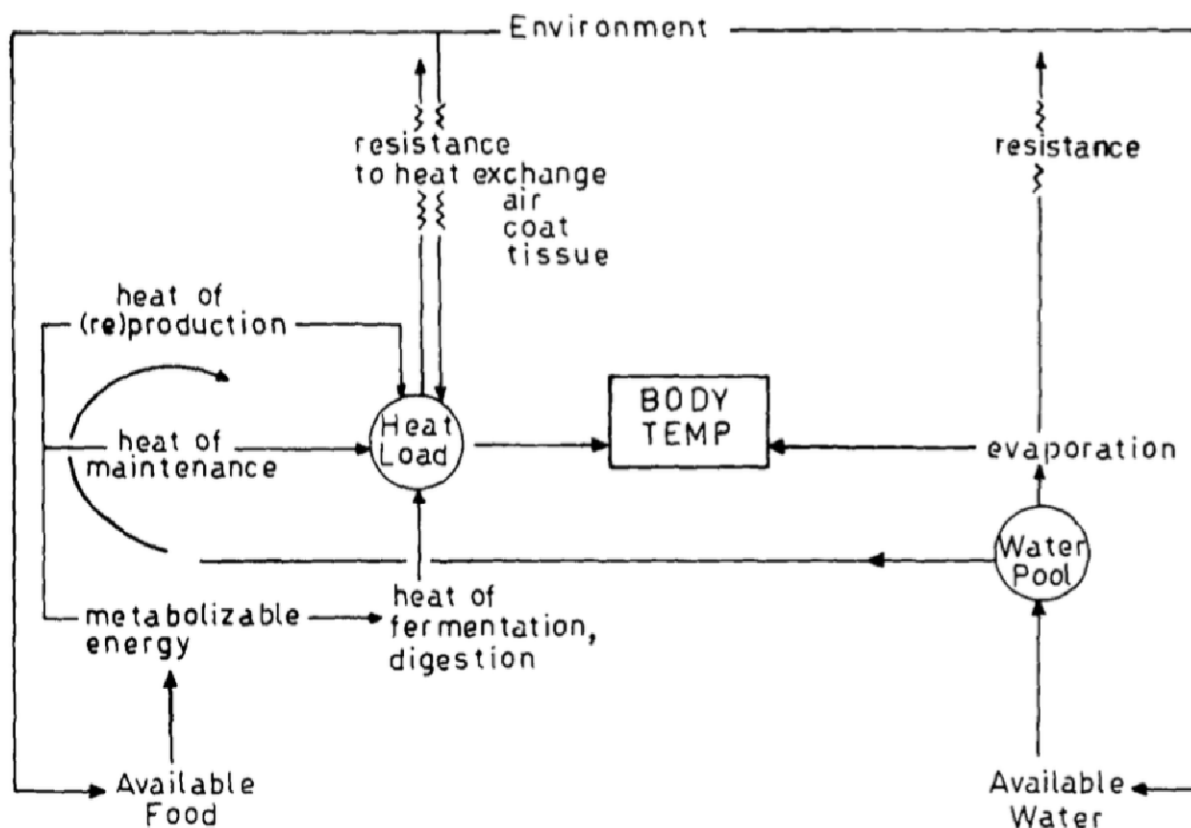 Environment
resistance
to heat exchange
air
coat
tissue
resistance
heat of
(re)production
heat of
maintenance
Heat
Load
BODY
TEMP
evaporation
Water
Pool
metabolizable
energy
heat of
fermentation,
digestion
Available
Food
Available
Water